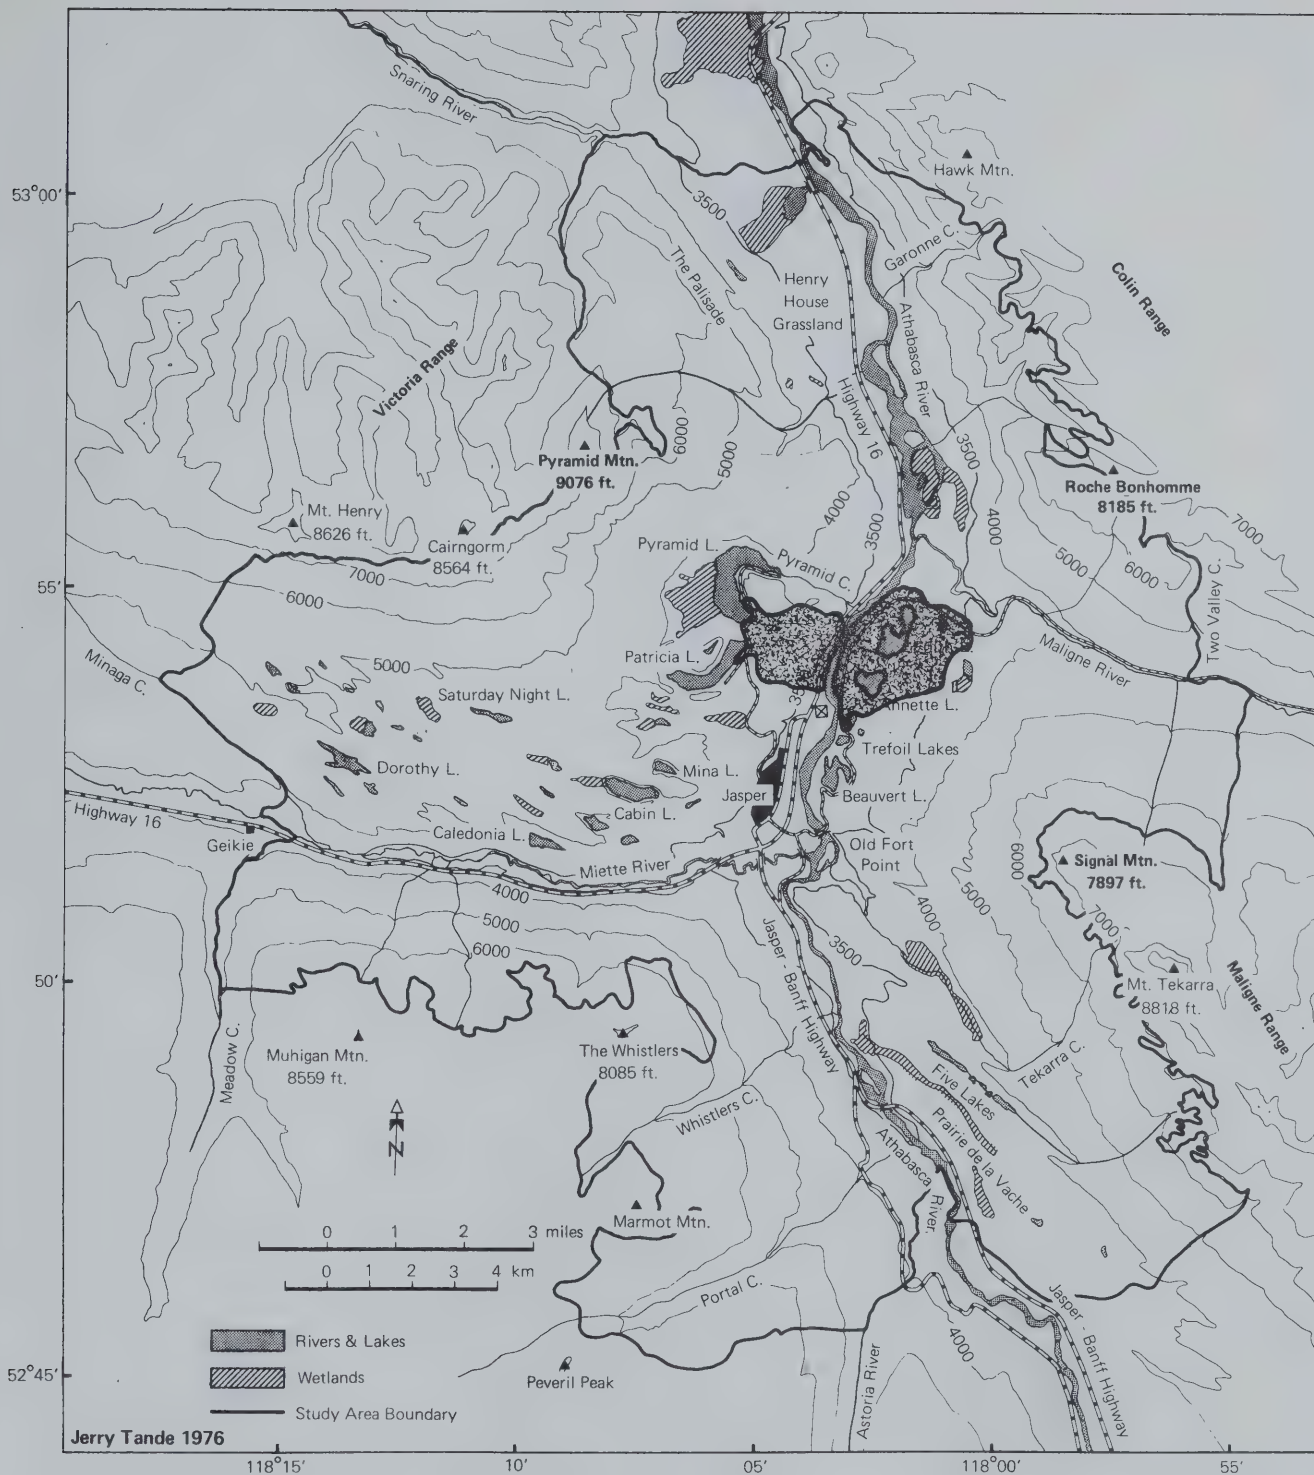 Snaring River
53°00'
Hawk Mtn.
3500
Garonne C.
The Palisade
Henry
House
Grassland
Colin Range
Athabasca River
Victoria Range
Highway 16
6000
5000
3500
Pyramid Mtn.
9076 ft.
Roche Bonhomme
8185 ft.
4000
3500
4000
7000
Mt. Henry
8626 ft.
Cairngorm
8564 ft.
Pyramid L.
Pyramid C.
5000
6000
7000
55'
6000
Two Valley C.
Minaga C.
5000
Patricia L.
Maligne River
Saturday Night L.
Annette L.
Trefoil Lakes
Dorothy L.
Mina L.
Jasper
Beauvert L.
Highway 16
Cabin L.
Geikie
Caledonia L.
Old Fort
Point
Miette River
6000
Signal Mtn.
7897 ft.
4000
4000
5000
5000
7000
6000
Jasper - Banff Highway
3500
50'
Mt. Tekarra
8818 ft.
Maligne Range
Muhigan Mtn.
8559 ft.
The Whistlers
8085 ft.
Meadow C.
Five Lakes
Tekarra C.
N
Whistlers C.
Prairie de la Vache
Athabasca
River
Marmot Mtn.
0 1 2 3 miles
0 1 2 3 4 km
Portal C.
Jasper - Banff Highway
4000
Rivers & Lakes
Wetlands
Study Area Boundary
52°45'
Peveril Peak
Astoria River
Jerry Tande 1976
118°15' 10' 05' 118°00' 55'